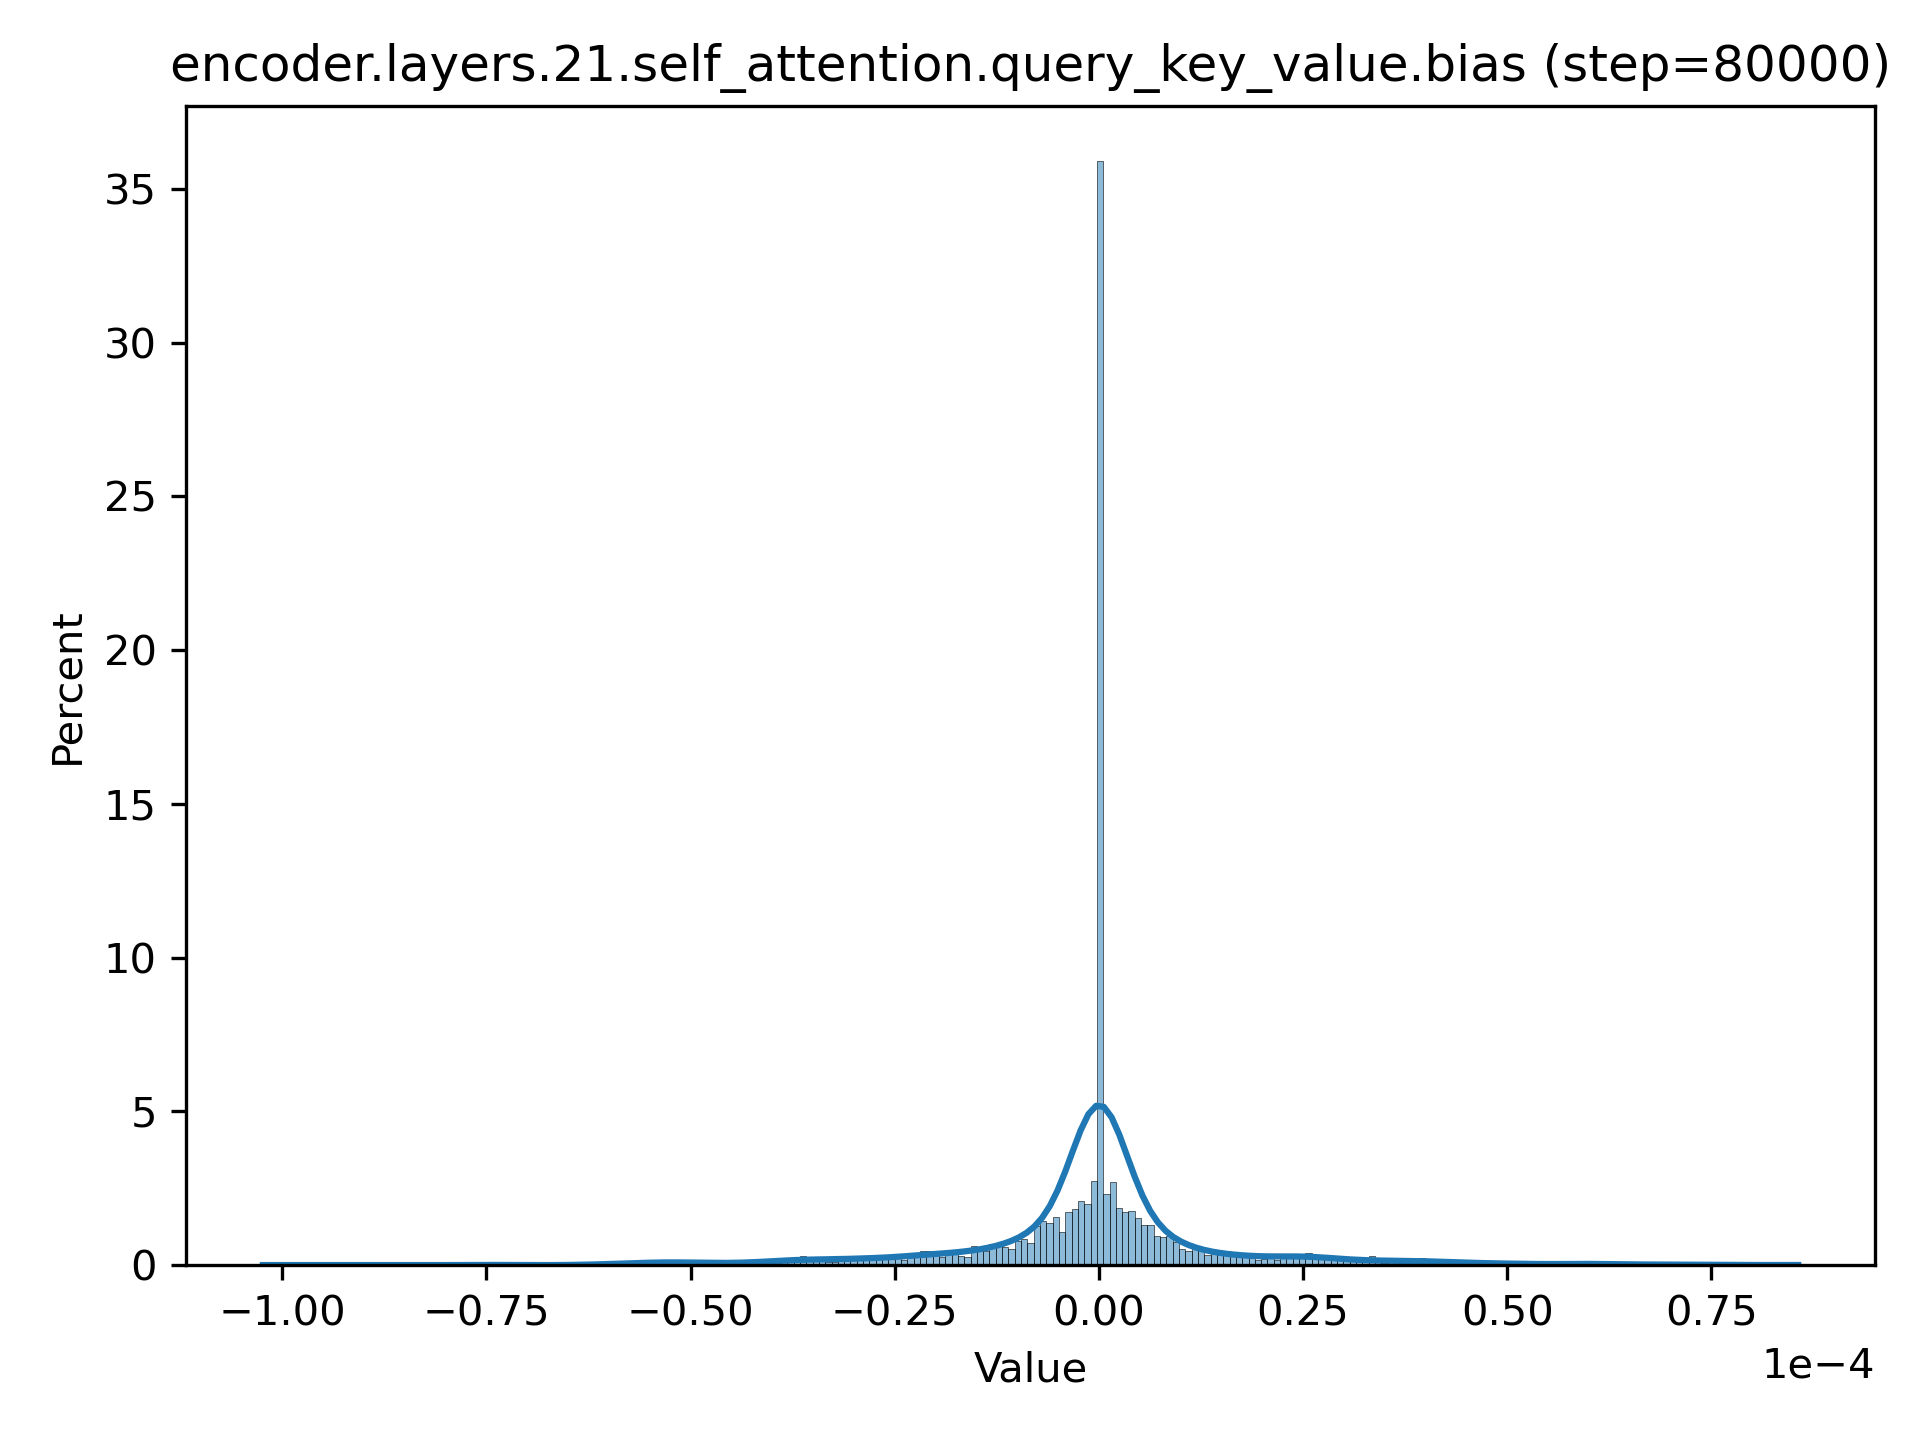 encoder.layers.21.self_attention.query_key_value.bias (step=80000)
35
30
25
20
15
10
5
0
Percent
−1.00 −0.75 −0.50 −0.25 0.00 0.25 0.50 0.75
Value
1e−4